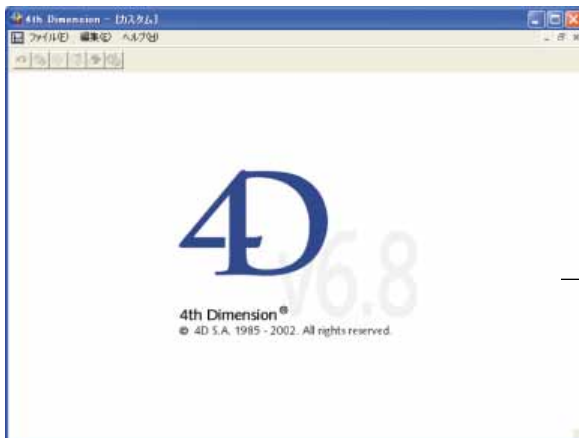 4th Dimension - [カスタム]
ファイル(F) 編集(E) ヘルプ(H)
4D
v6.8
4th Dimension®
© 4D S.A. 1985 - 2002. All rights reserved.